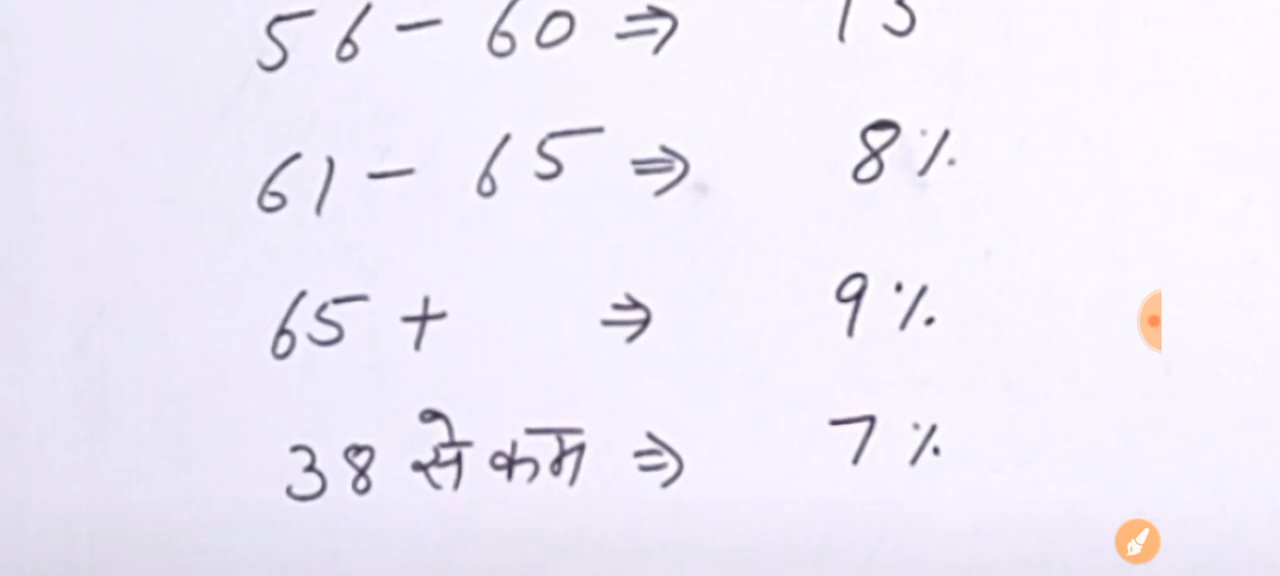 56 - 60 ⇒
61 - 65 ⇒ 8%
65 + ⇒ 9%
38 से कम ⇒ 7%